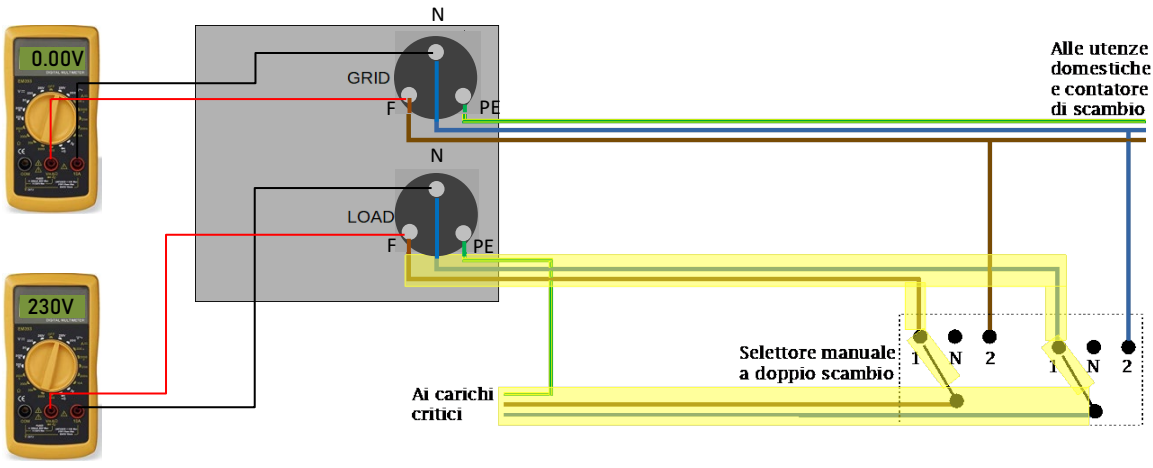 N
0.00V
GRID
F
PE
Alle utenze
domestiche
e contatore
di scambio
N
LOAD
F
PE
230V
Selettore manuale
a doppio scambio
1
N
2
1
N
2
Ai carichi
critici